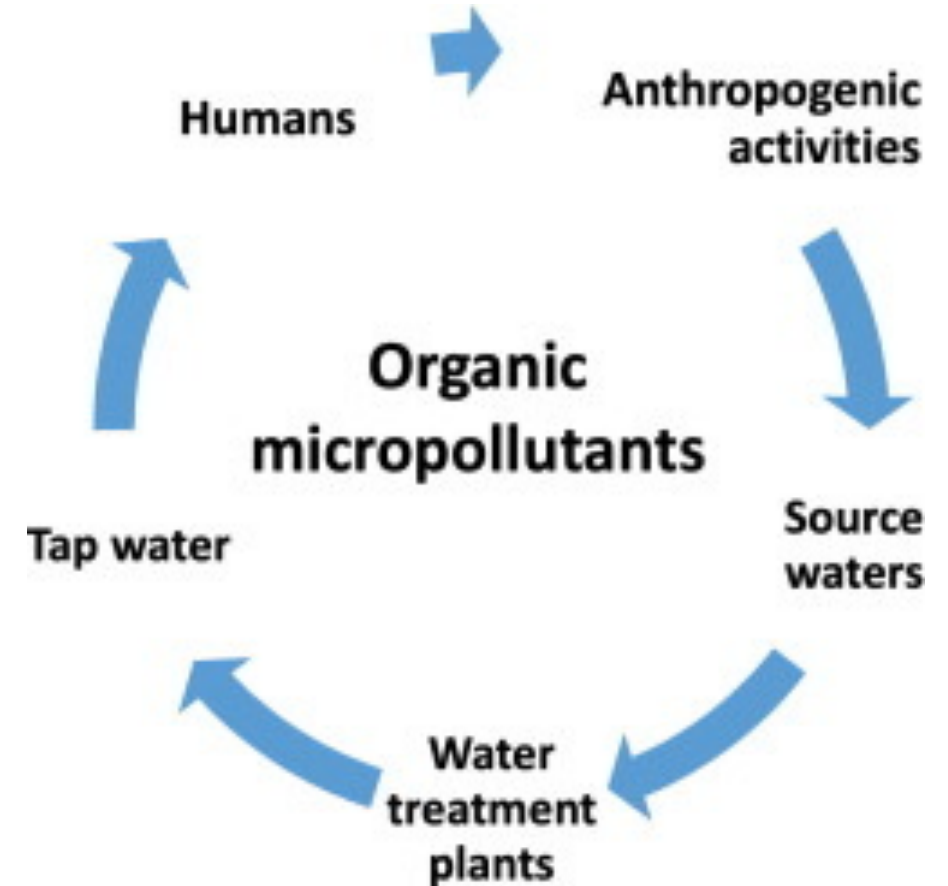 Humans
Anthropogenic
activities
Organic
micropollutants
Source
waters
Tap water
Water
treatment
plants